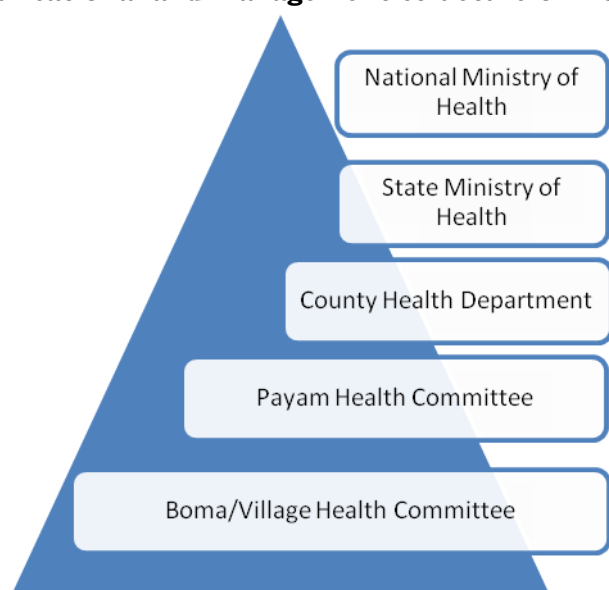 National Ministry of
Health
State Ministry of
Health
County Health Department
Payam Health Committee
Boma/Village Health Committee